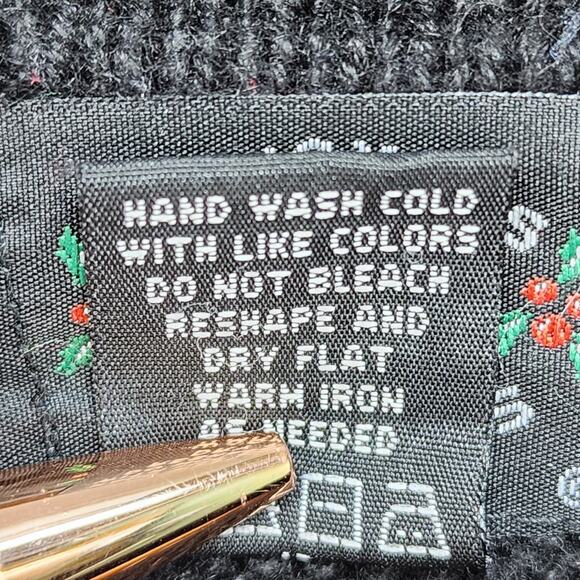 HAND WASH COLD
WITH LIKE COLORS
DO NOT BLEACH
RESHAPE AND
DRY FLAT
WARM IRON
AS NEEDED